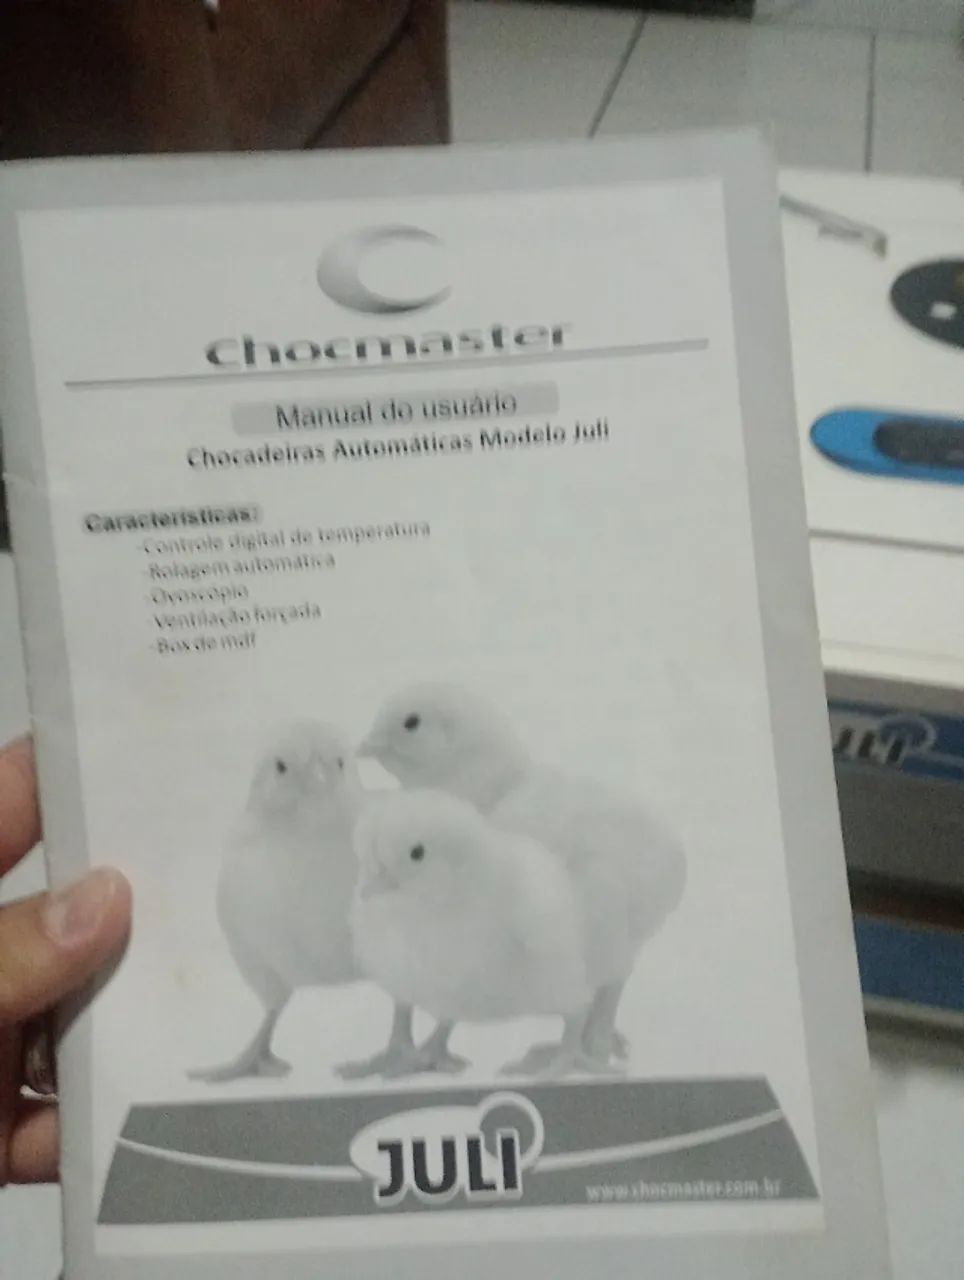 Chocmaster
Manual do usuário
Chocadeiras Automáticas Modelo Juli
Características:
-Controle digital de temperatura
-Rolagem automática
-Ovoscópio
-Ventilação forçada
-Box de mdf
JULI
www.chocmaster.com.br
JULI